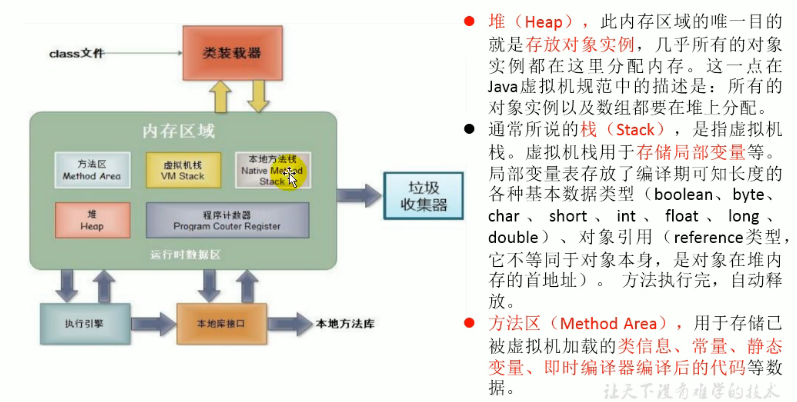 class文件
类装载器
内存区域
方法区
Method Area
虚拟机栈
VM Stack
本地方法栈
Native Method
Stack
堆
Heap
程序计数器
Program Couter Register
运行时数据区
垃圾
收集器
执行引擎
本地库接口
本地方法库
堆（Heap），此内存区域的唯一目的
就是存放对象实例，几乎所有的对象
实例都在这里分配内存。这一点在
Java虚拟机规范中的描述是：所有的
对象实例以及数组都要在堆上分配。
通常所说的栈（Stack），是指虚拟机
栈。虚拟机栈用于存储局部变量等。
局部变量表存放了编译期可知长度的
各种基本数据类型（boolean、byte、
char、short、int、float、long、
double）、对象引用（reference类型，
它不等同于对象本身，是对象在堆内
存的首地址）。 方法执行完，自动释
放。
方法区（Method Area），用于存储已
被虚拟机加载的类信息、常量、静态
变量、即时编译器编译后的代码等数
据。
让天下没有难学的技术